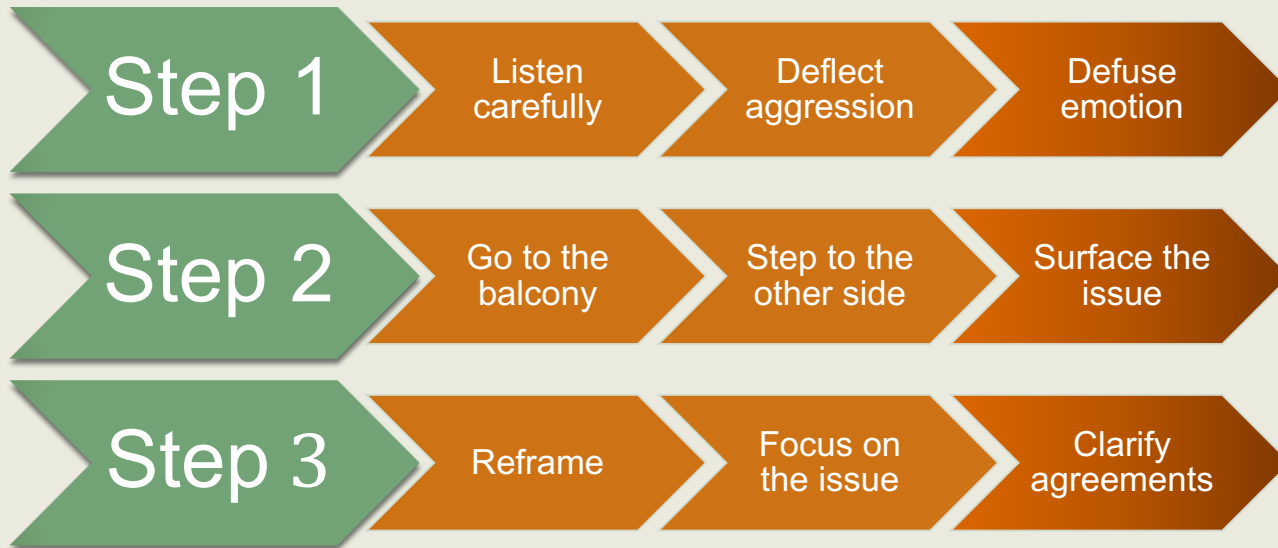 Step 1
Listen
carefully
Deflect
aggression
Defuse
emotion
Step 2
Go to the
balcony
Step to the
other side
Surface the
issue
Step 3
Reframe
Focus on
the issue
Clarify
agreements